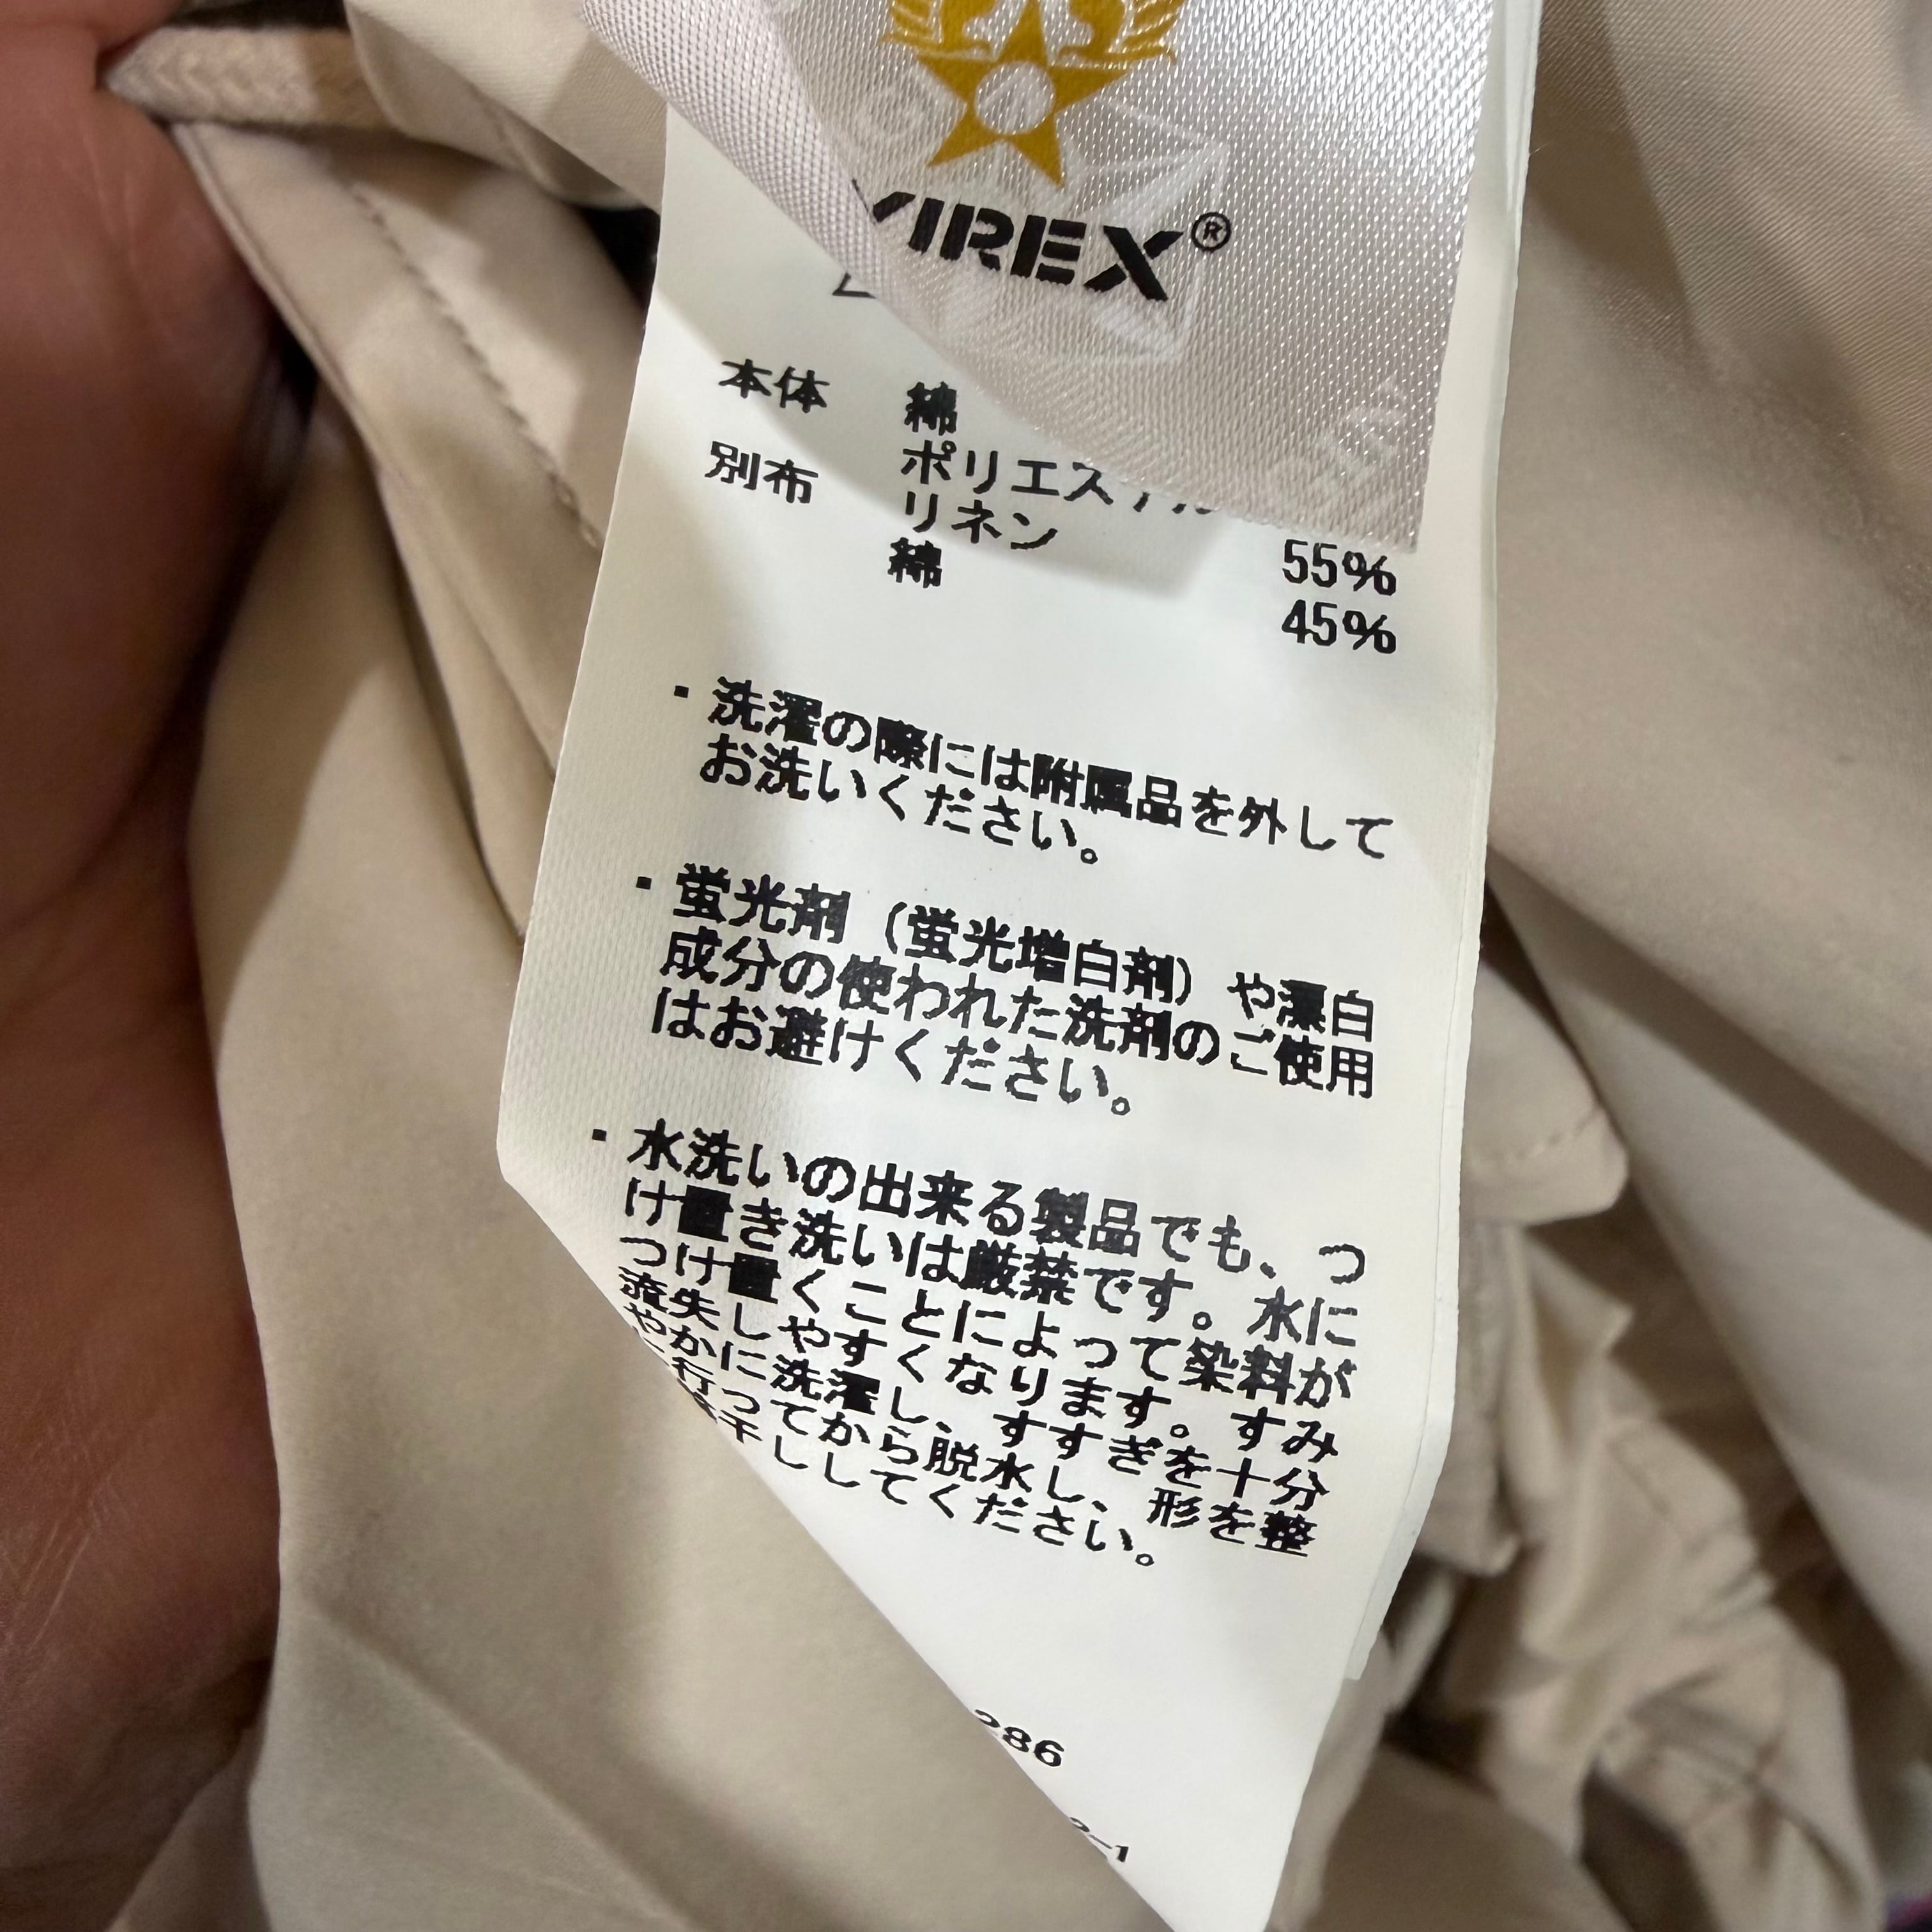 VIREX®
本体 綿
ポリエス
別布 リネン 55%
綿 45%
・洗濯の際には附属品を外して
お洗いください。
・蛍光剤（蛍光増白剤）や漂白
成分の使われた洗剤のご使用
はお避けください。
・水洗いの出来る製品でも、つ
け置き洗いは厳禁です。水に
つけ置くことによって染料が
流失しやすくなります。すみ
やかに洗濯し、すすぎを十分
行ってから脱水し、形を整
干ししてください。
286
-1